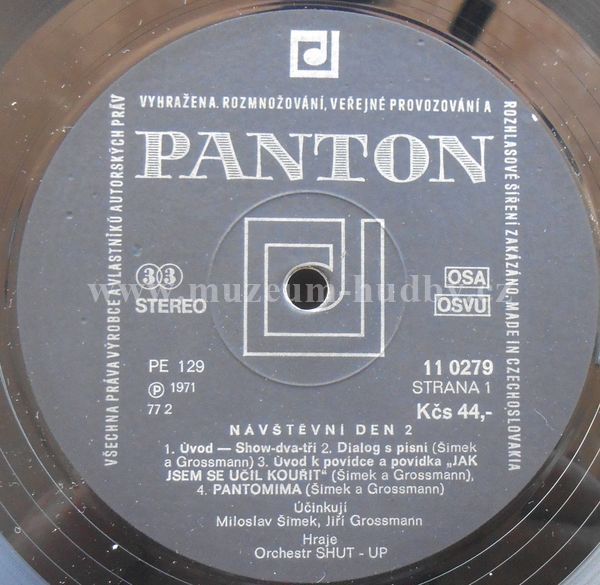 VYHRAŽENA. ROZMNOŽOVÁNÍ, VEŘEJNÉ PROVOZOVÁNÍ A
PANTON
VŠECHNA PRÁVA VÝROBCE A VLASTNÍKŮ AUTORSKÝCH PRÁV
ROZHLASOVÉ ŠÍŘENÍ ZAKÁZÁNO. MADE IN CZECHOSLOVAKIA
33
STEREO
OSA
OSVU
www.muzeum-hudby.cz
PE 129
℗ 1971
77 2
11 0279
STRANA 1
Kčs 44,-
NÁVŠTĚVNÍ DEN 2
1. Úvod — Show-dva-tři 2. Dialog s písní (Šimek
a Grossmann) 3. Úvod k povídce a povídka „JAK
JSEM SE UČIL KOUŘIT“ (Šimek a Grossmann),
4. PANTOMIMA (Šimek a Grossmann)
Účinkují
Miloslav Šimek, Jiří Grossmann
Hraje
Orchestr SHUT - UP